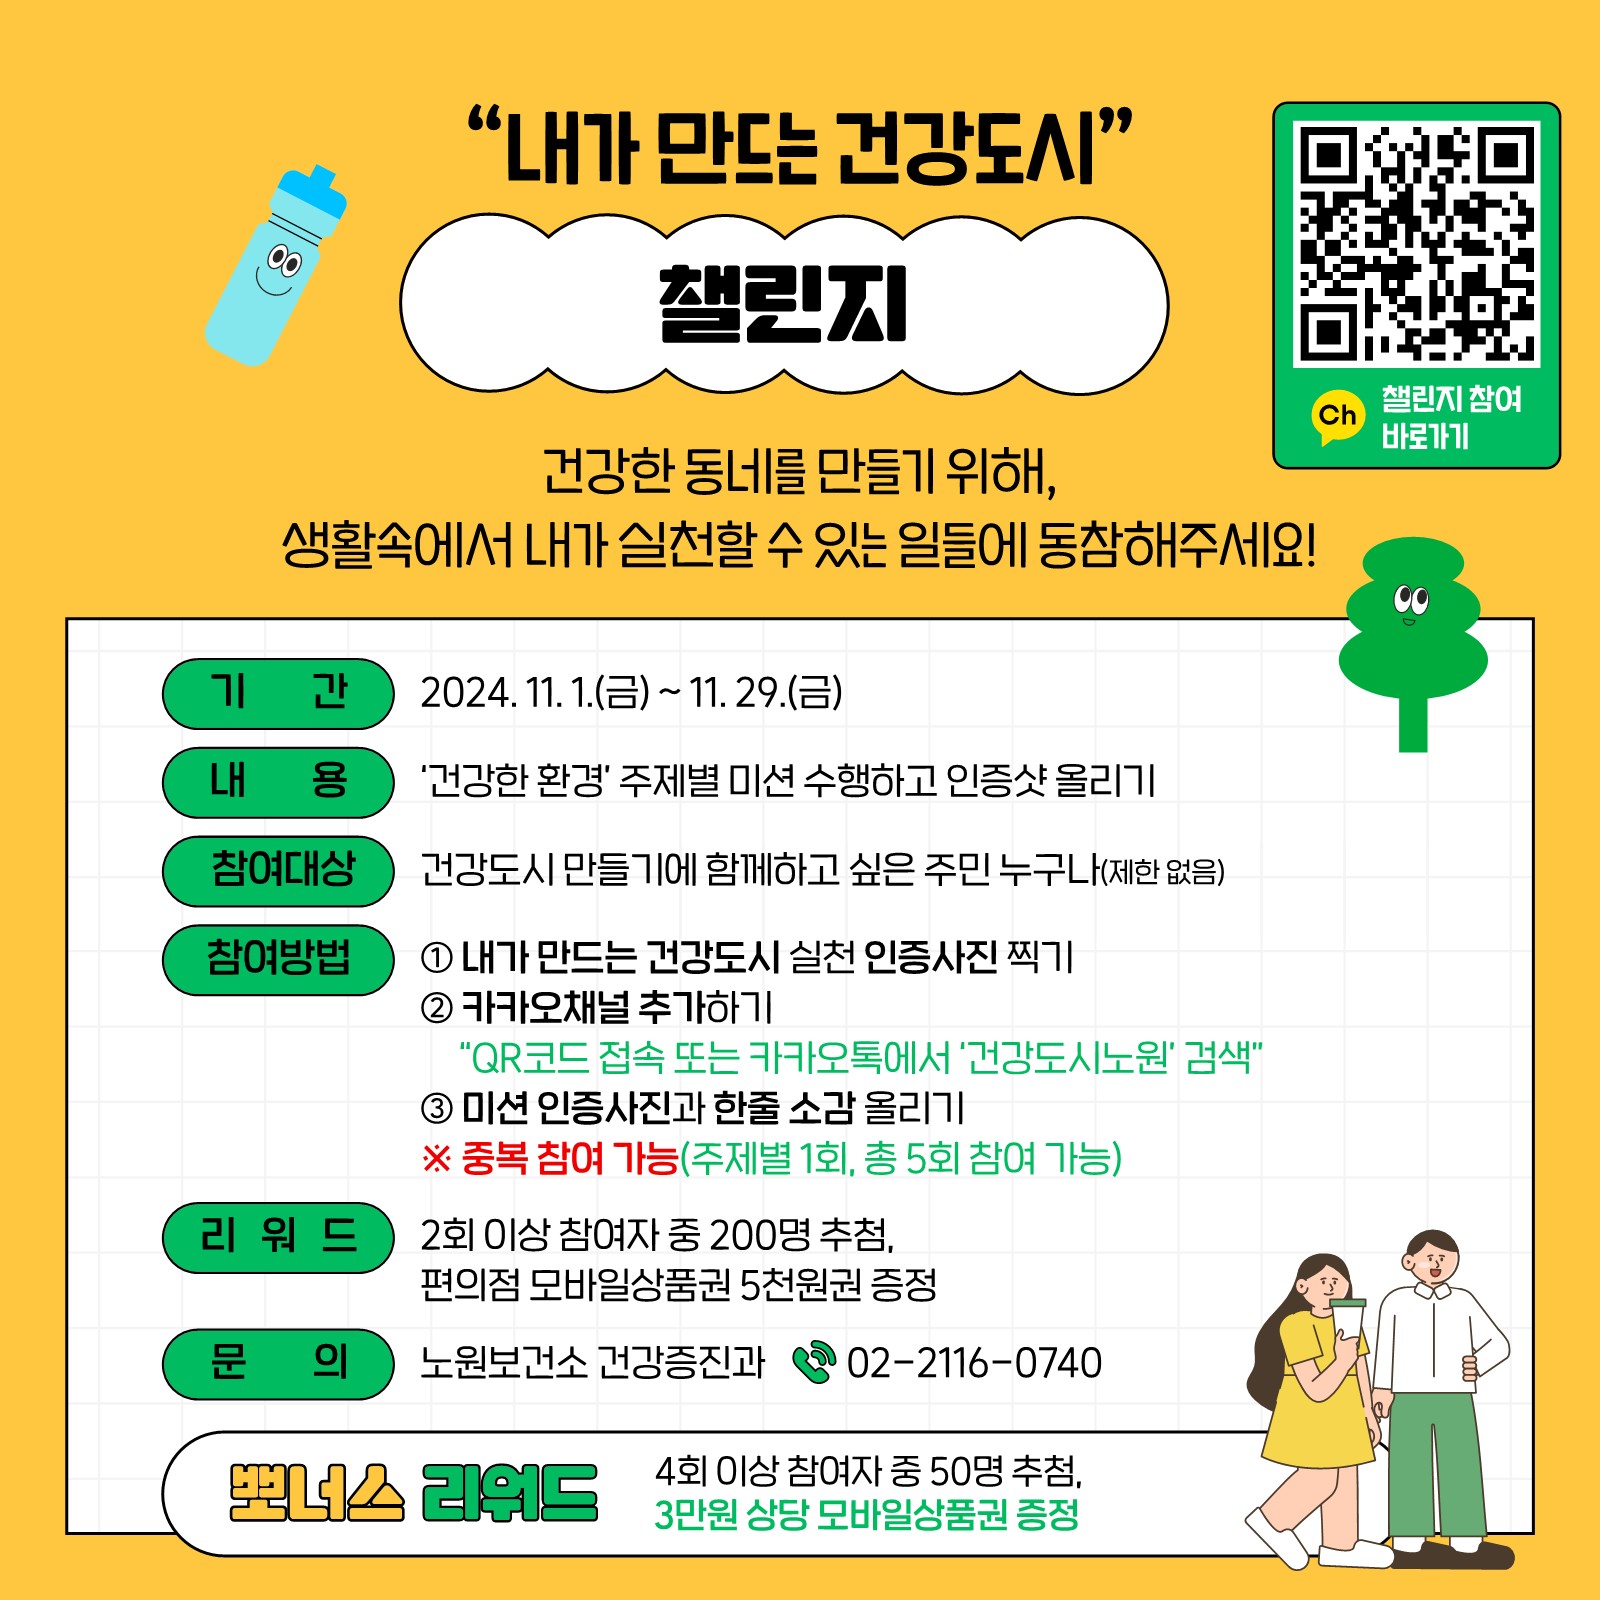 “내가 만드는 건강도시”
챌린지
Ch 챌린지 참여
바로가기
건강한 동네를 만들기 위해,
생활속에서 내가 실천할 수 있는 일들에 동참해주세요!
기 간 2024. 11. 1.(금) ~ 11. 29.(금)
내 용 ‘건강한 환경’ 주제별 미션 수행하고 인증샷 올리기
참여대상 건강도시 만들기에 함께하고 싶은 주민 누구나(제한 없음)
참여방법 ① 내가 만드는 건강도시 실천 인증사진 찍기
② 카카오채널 추가하기
“QR코드 접속 또는 카카오톡에서 ‘건강도시노원’ 검색”
③ 미션 인증사진과 한줄 소감 올리기
※ 중복 참여 가능(주제별 1회, 총 5회 참여 가능)
리 워 드 2회 이상 참여자 중 200명 추첨,
편의점 모바일상품권 5천원권 증정
문 의 노원보건소 건강증진과 02-2116-0740
뽀너스 리워드
4회 이상 참여자 중 50명 추첨,
3만원 상당 모바일상품권 증정